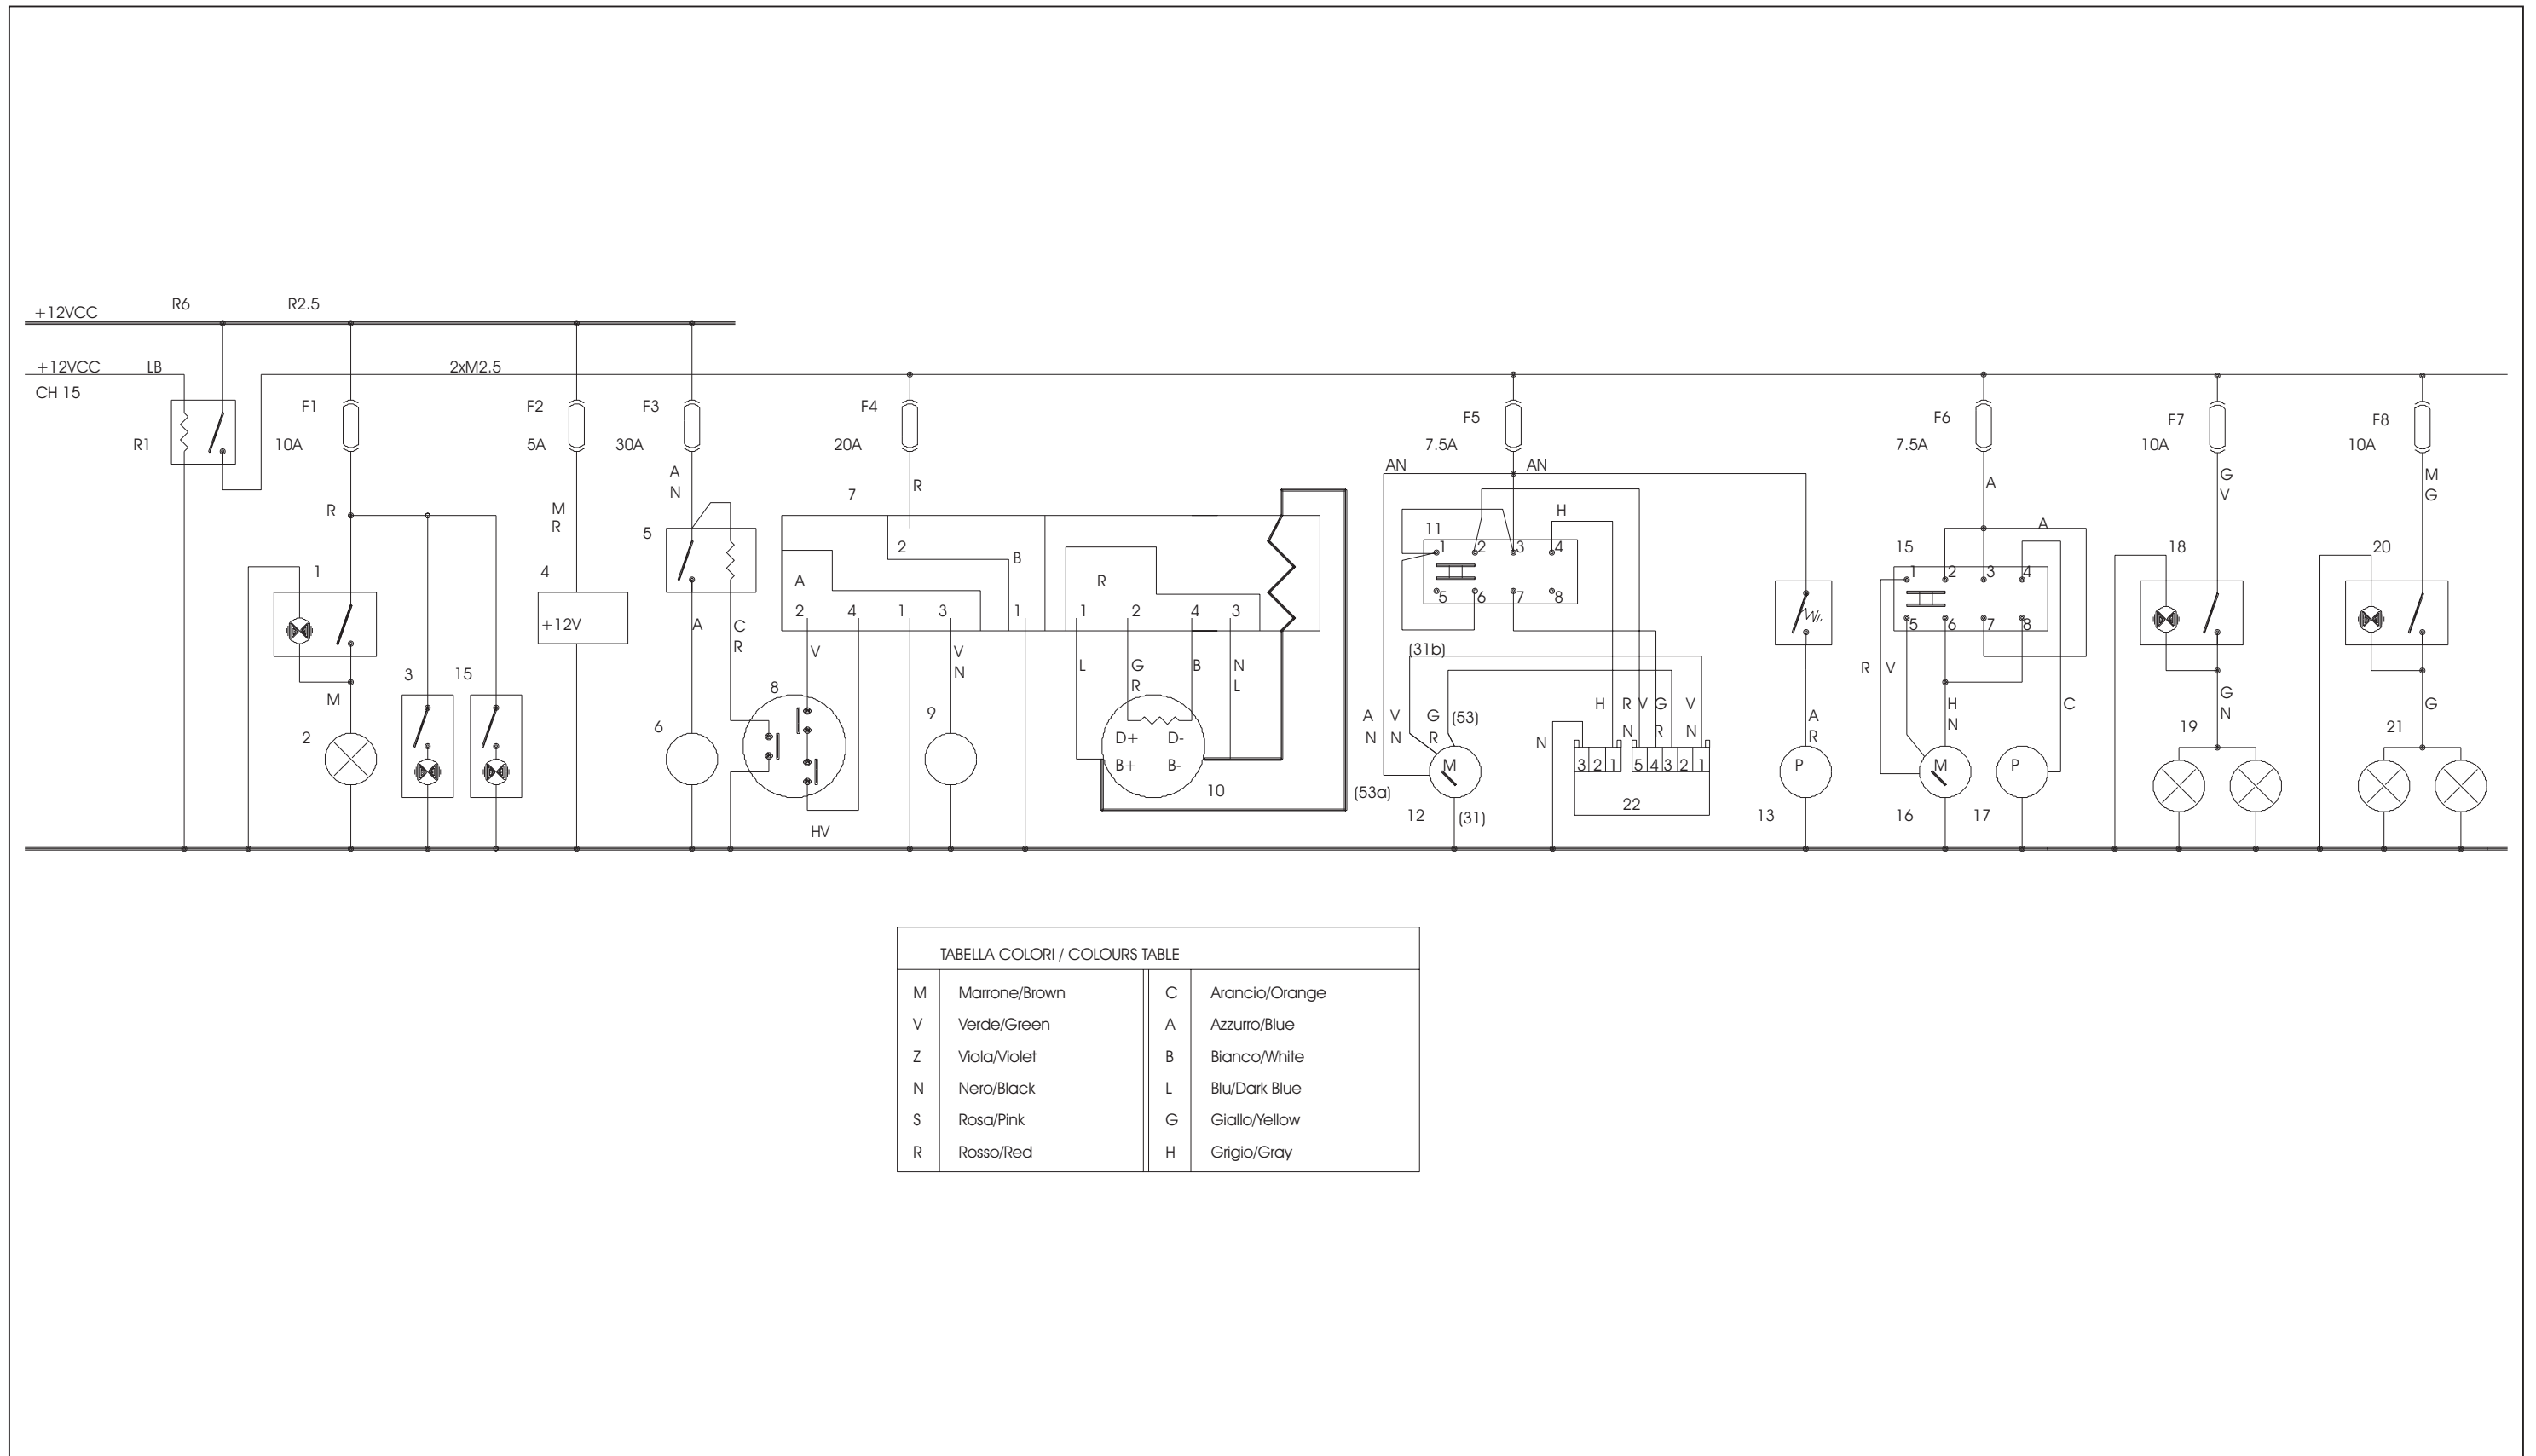 +12VCC R6 R2.5
+12VCC LB 2xM2.5
CH 15
R1 F1 10A F2 5A F3 30A F4 20A F5 7.5A F6 7.5A F7 10A F8 10A
A N R AN AN A G V M G
R M R 7 H A
5 2 B 11 1 2 3 4 15 1 2 3 4 18 20
1 4 A R
+12V A C R 2 4 1 3 1 1 2 4 3 5 6 7 8 5 6 7 8
3 15 M V V N L G R B N L (31b) R V G N
8 H R N V G R V N H N C G
2 6 9 D+ D- A N V N G R (53) N A R 19 21
B+ B- M 3 2 1 5 4 3 2 1 P M P
10 (53a) 22
HV 12 (31) 13 16 17
TABELLA COLORI / COLOURS TABLE
M Marrone/Brown C Arancio/Orange
V Verde/Green A Azzurro/Blue
Z Viola/Violet B Bianco/White
N Nero/Black L Blu/Dark Blue
S Rosa/Pink G Giallo/Yellow
R Rosso/Red H Grigio/Gray